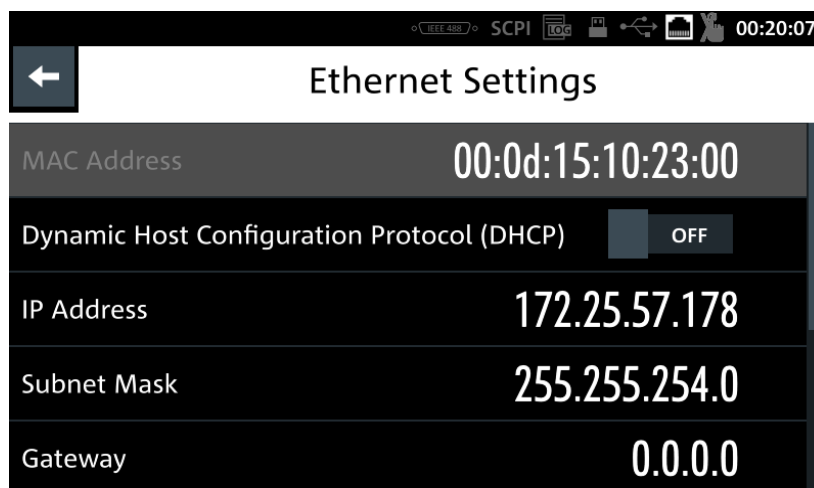 IEEE 488 SCPI LOG 00:20:07
Ethernet Settings
MAC Address 00:0d:15:10:23:00
Dynamic Host Configuration Protocol (DHCP) OFF
IP Address 172.25.57.178
Subnet Mask 255.255.254.0
Gateway 0.0.0.0